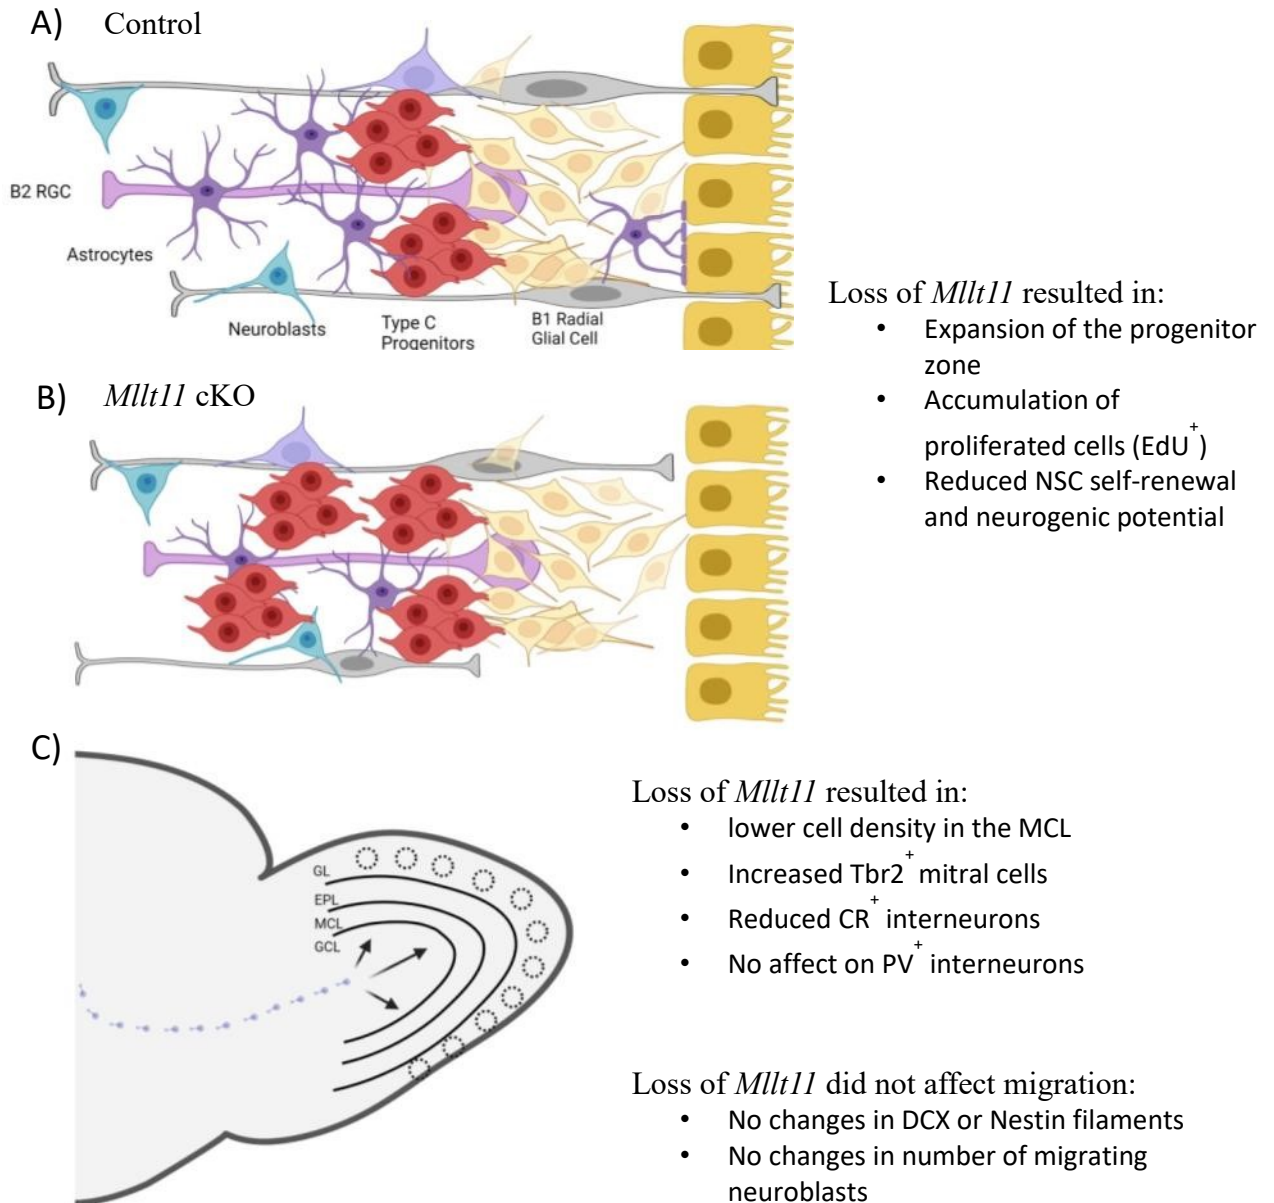 A) Control
B2 RGC
Astrocytes
Neuroblasts
Type C
Progenitors
B1 Radial
Glial Cell
Loss of Mllt11 resulted in:
• Expansion of the progenitor
zone
• Accumulation of
proliferated cells (EdU+)
• Reduced NSC self-renewal
and neurogenic potential
B) Mllt11 cKO
C)
GL
EPL
MCL
GCL
Loss of Mllt11 resulted in:
• lower cell density in the MCL
• Increased Tbr2+ mitral cells
• Reduced CR+ interneurons
• No affect on PV+ interneurons
Loss of Mllt11 did not affect migration:
• No changes in DCX or Nestin filaments
• No changes in number of migrating
neuroblasts